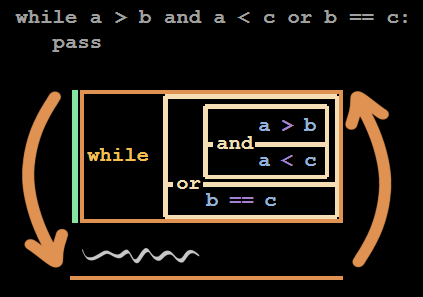 while a > b and a < c or b == c:
pass
a > b
while
and
a < c
or
b == c